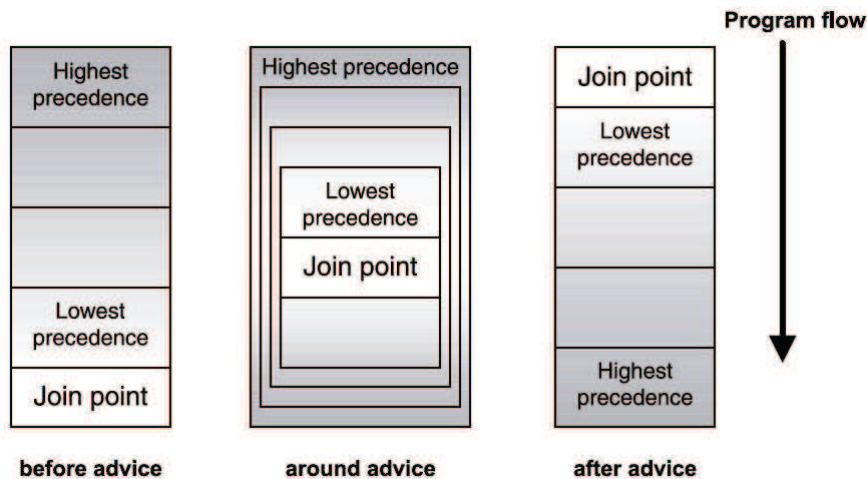 Program flow
Highest
precedence
Lowest
precedence
Join point
before advice
Highest precedence
Lowest
precedence
Join point
around advice
Join point
Lowest
precedence
Highest
precedence
after advice